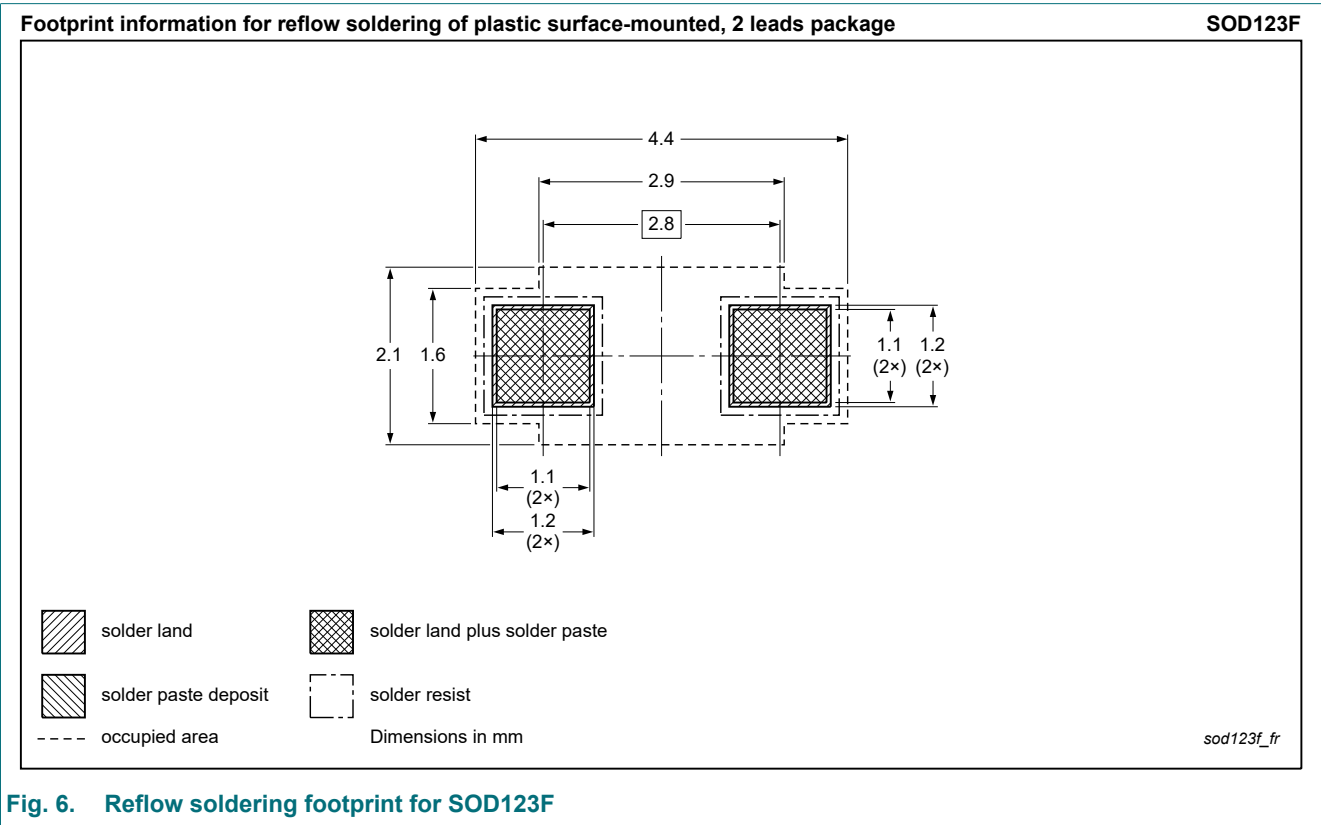 Footprint information for reflow soldering of plastic surface-mounted, 2 leads package SOD123F
4.4
2.9
2.8
2.1 1.6
1.1 1.2
(2×) (2×)
1.1
(2×)
1.2
(2×)
solder land
solder land plus solder paste
solder paste deposit
solder resist
occupied area
Dimensions in mm
sod123f_fr
Fig. 6. Reflow soldering footprint for SOD123F